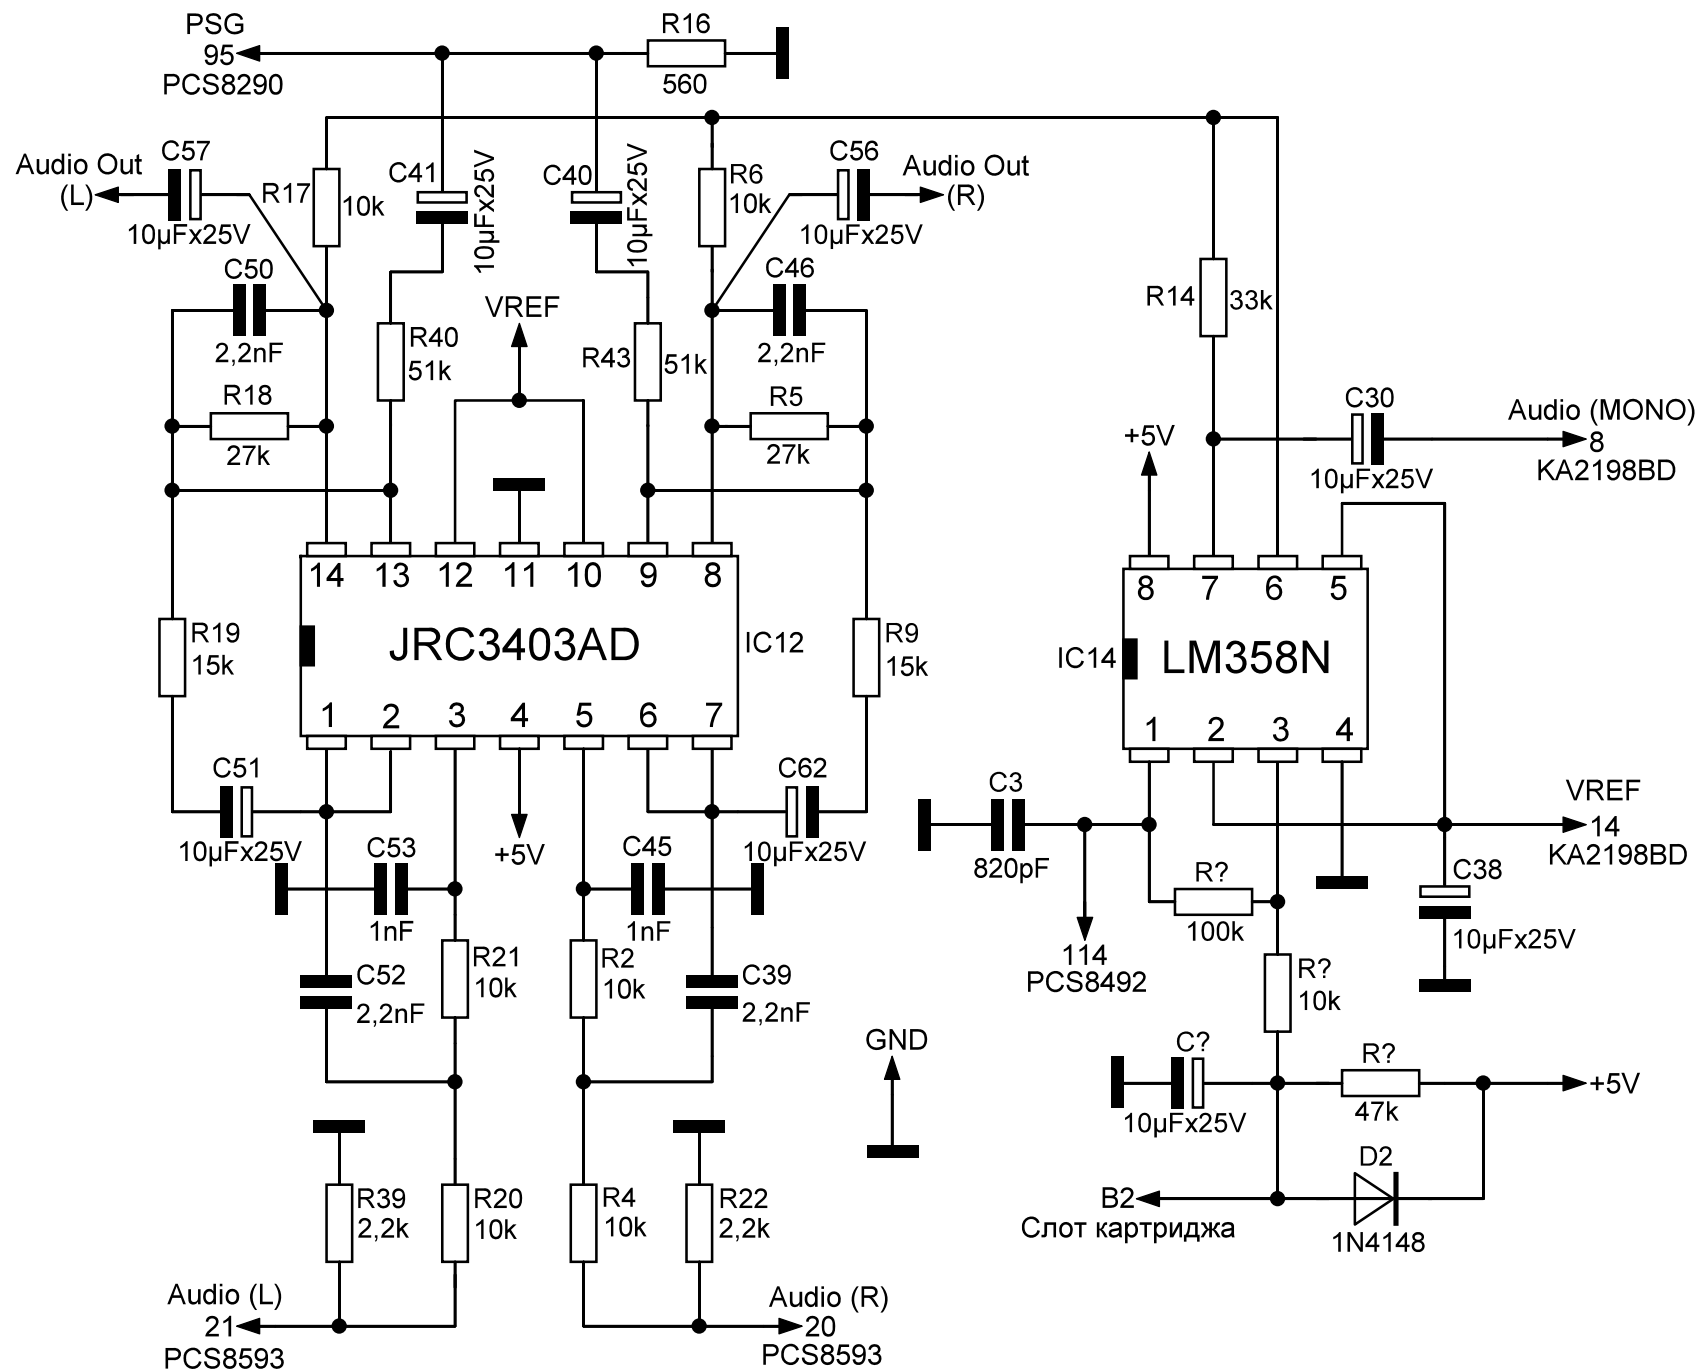 PSG
95
PCS8290
R16
560
Audio Out
(L)
C57
10µFx25V
R17
10k
C41
10µFx25V
C40
10µFx25V
R6
10k
C56
10µFx25V
Audio Out
(R)
C50
2,2nF
R18
27k
R40
51k
VREF
R43
51k
C46
2,2nF
R5
27k
R14
33k
+5V
C30
10µFx25V
Audio (MONO)
8
KA2198BD
14 13 12 11 10 9 8
JRC3403AD
IC12
1 2 3 4 5 6 7
R19
15k
R9
15k
8 7 6 5
IC14
LM358N
1 2 3 4
C51
10µFx25V
C53
1nF
+5V
C45
1nF
C62
10µFx25V
C3
820pF
114
PCS8492
R?
100k
VREF
14
KA2198BD
C38
10µFx25V
C52
2,2nF
R21
10k
R2
10k
C39
2,2nF
R?
10k
GND
C?
10µFx25V
R?
47k
+5V
D2
1N4148
B2
Слот картриджа
R39
2,2k
R20
10k
R4
10k
R22
2,2k
Audio (L)
21
PCS8593
Audio (R)
20
PCS8593